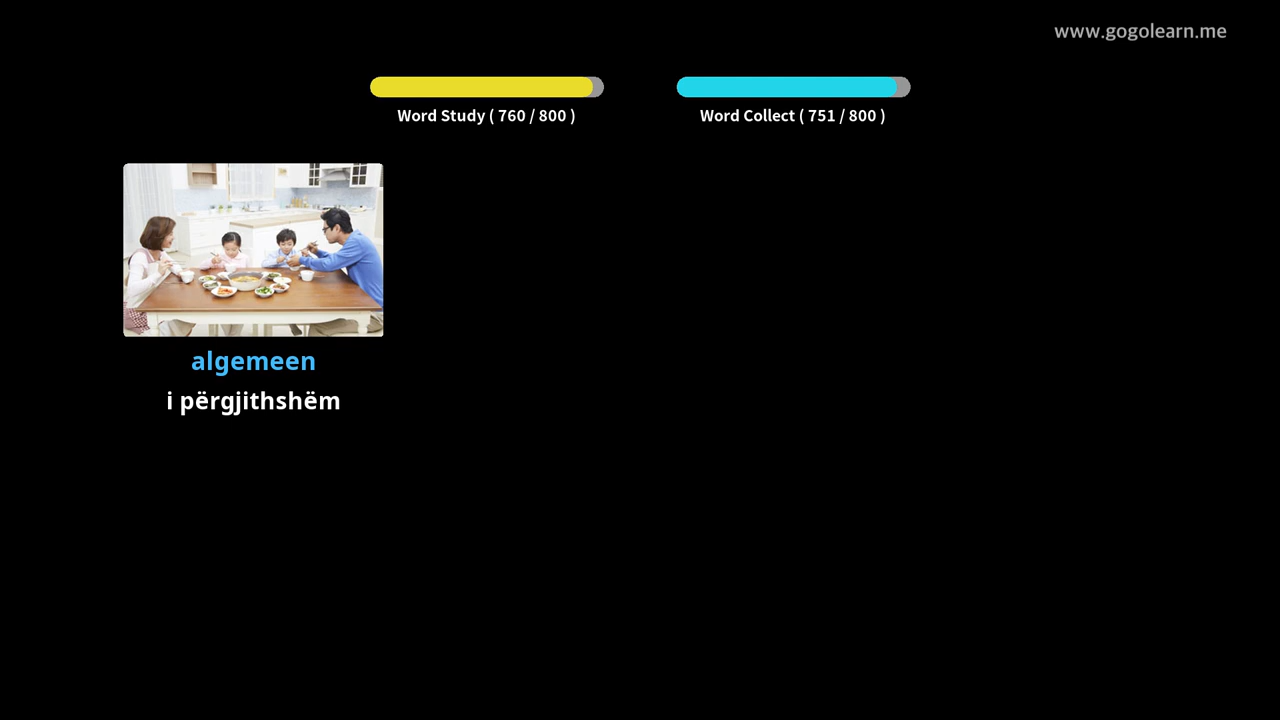 www.gogolearn.me
Word Study ( 760 / 800 )
Word Collect ( 751 / 800 )
algemeen
i përgjithshëm